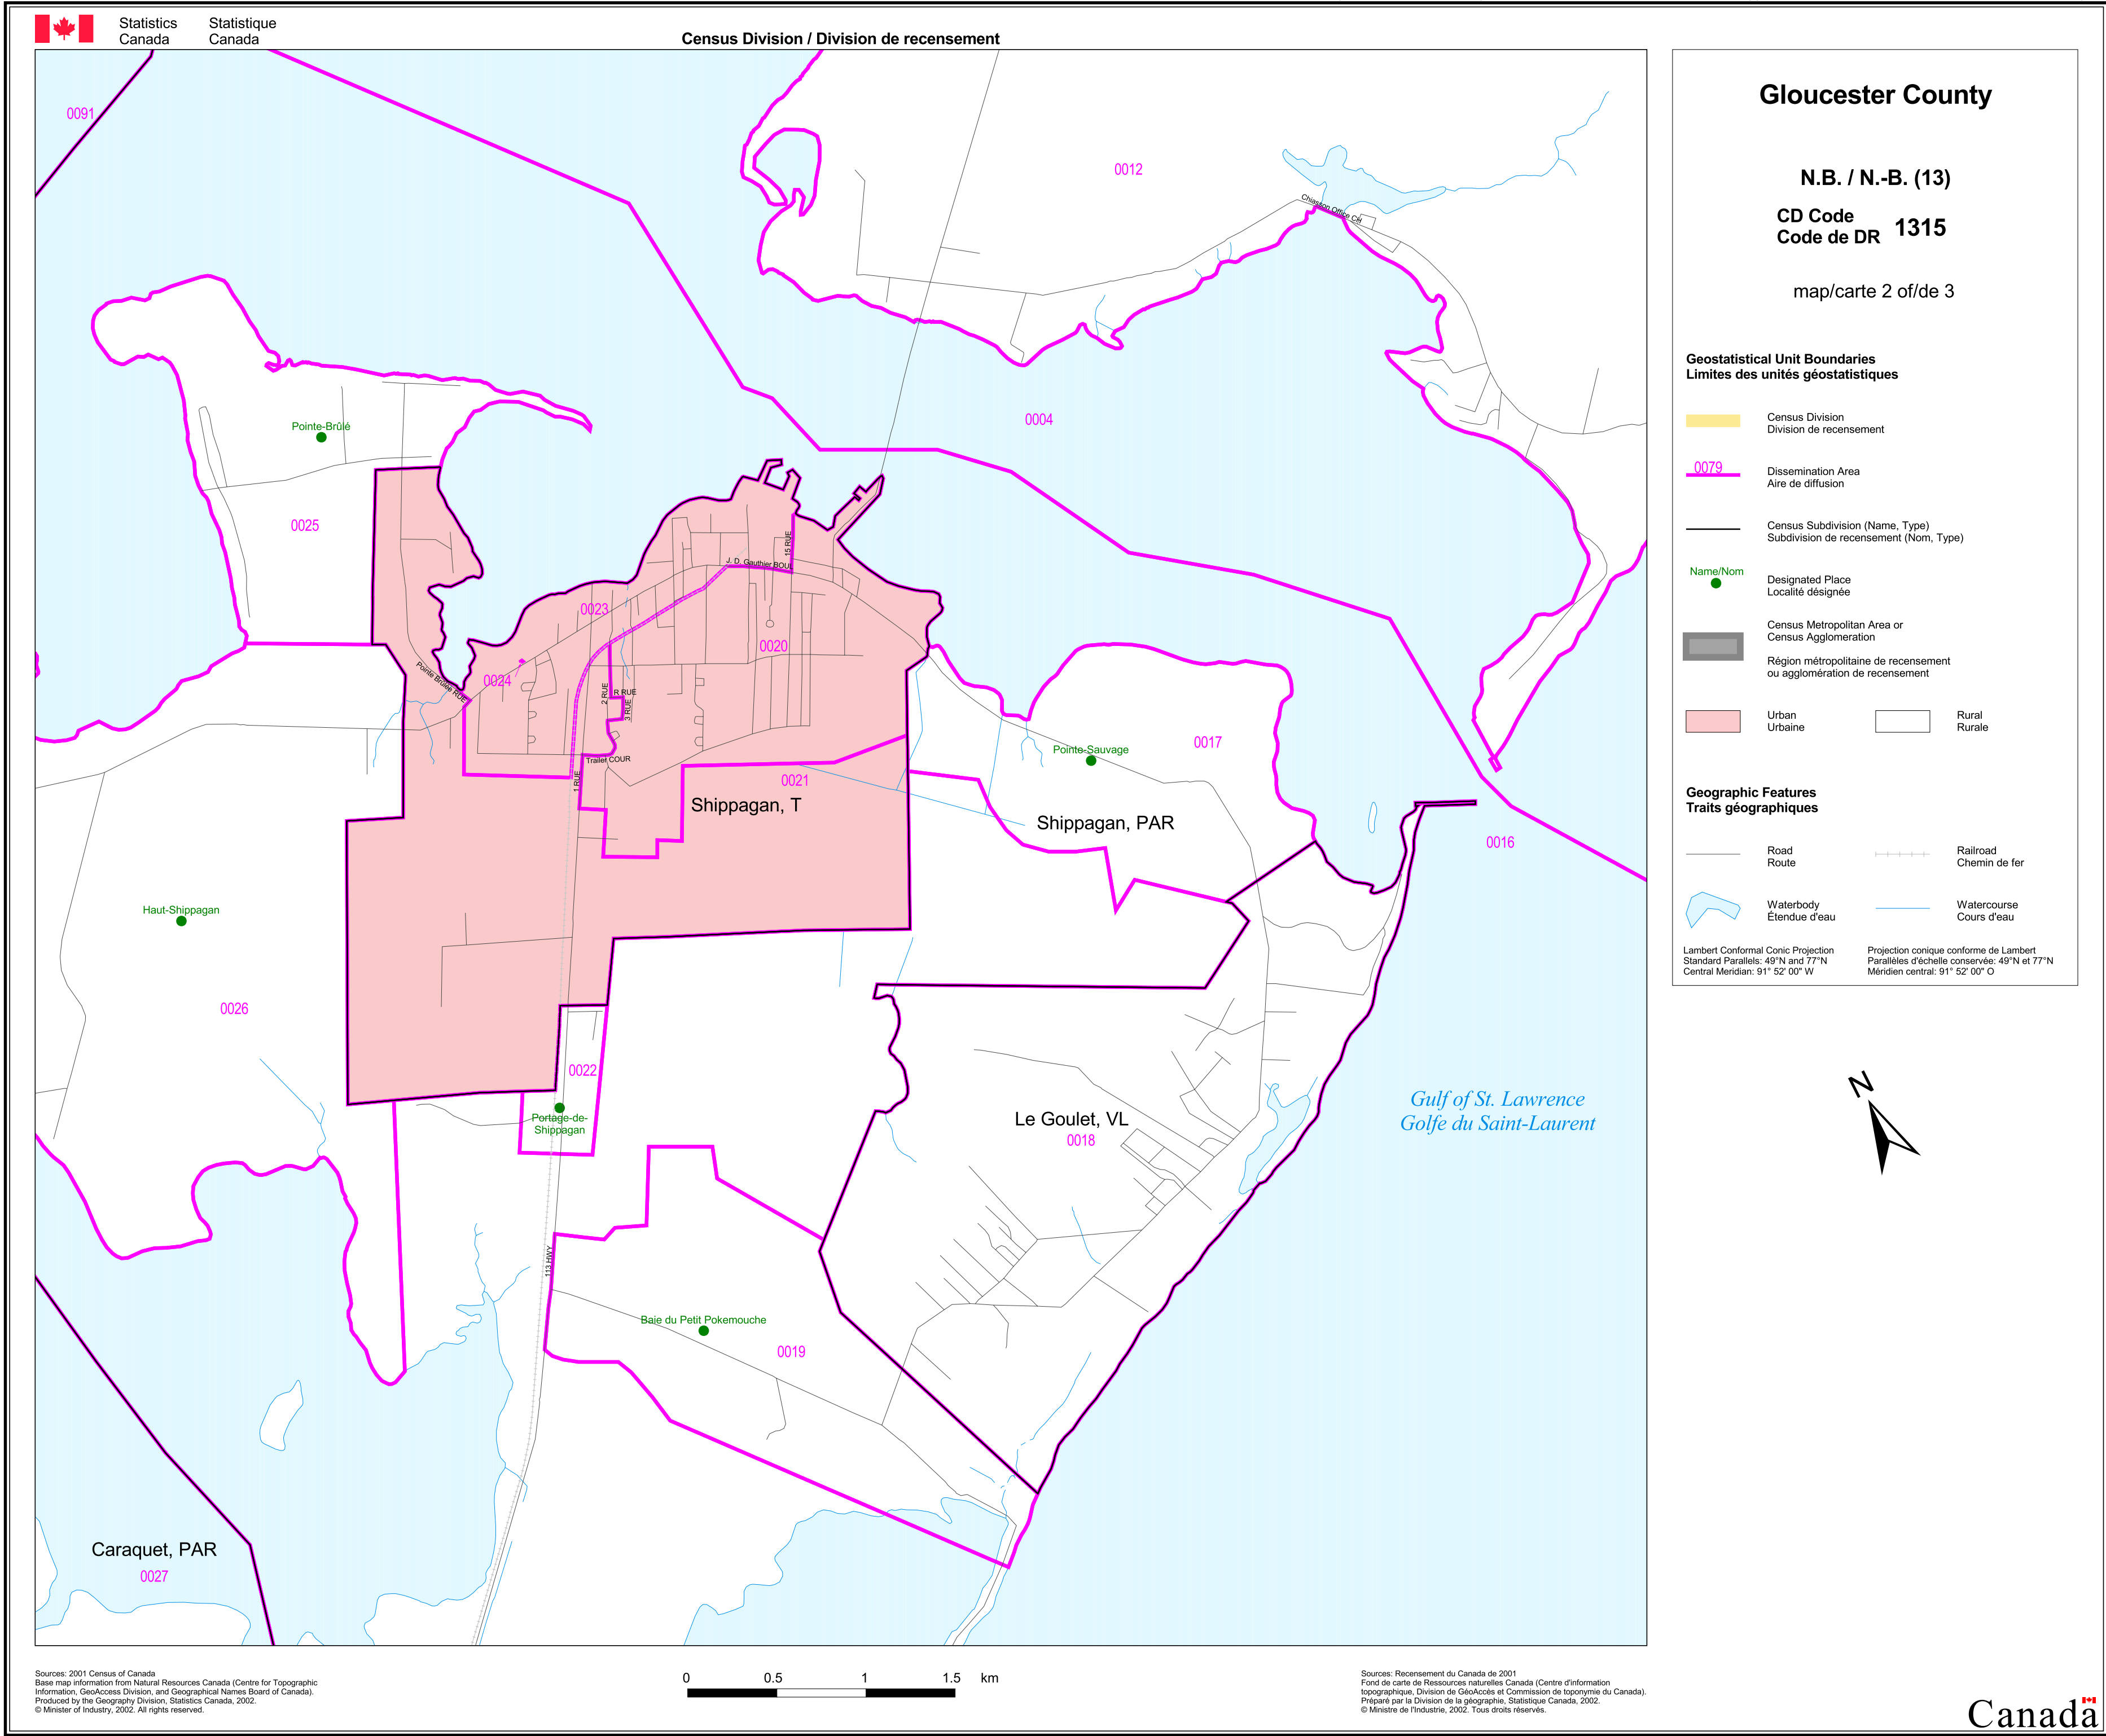 Statistics Statistique
Canada Canada
Census Division / Division de recensement
0091
0012
Chiasson Office CH
0004
Pointe-Brûlé
0025
15 RUE
J. D. Gauthier BOUL
0023
0020
Pointe Brulee RUE
0024
2 RUE
R RUE
3 RUE
Trailer COUR
1 RUE
0021
Shippagan, T
Pointe-Sauvage
0017
Shippagan, PAR
0016
Haut-Shippagan
0026
0022
Portage-de-
Shippagan
Le Goulet, VL
0018
Gulf of St. Lawrence
Golfe du Saint-Laurent
113 HWY
Baie du Petit Pokemouche
0019
Caraquet, PAR
0027
Gloucester County
N.B. / N.-B. (13)
CD Code
Code de DR 1315
map/carte 2 of/de 3
Geostatistical Unit Boundaries
Limites des unités géostatistiques
Census Division
Division de recensement
0079
Dissemination Area
Aire de diffusion
Census Subdivision (Name, Type)
Subdivision de recensement (Nom, Type)
Name/Nom
Designated Place
Localité désignée
Census Metropolitan Area or
Census Agglomeration
Région métropolitaine de recensement
ou agglomération de recensement
Urban
Urbaine
Rural
Rurale
Geographic Features
Traits géographiques
Road
Route
Railroad
Chemin de fer
Waterbody
Étendue d'eau
Watercourse
Cours d'eau
Lambert Conformal Conic Projection
Standard Parallels: 49°N and 77°N
Central Meridian: 91° 52' 00" W
Projection conique conforme de Lambert
Parallèles d'échelle conservée: 49°N et 77°N
Méridien central: 91° 52' 00" O
N
Sources: 2001 Census of Canada
Base map information from Natural Resources Canada (Centre for Topographic
Information, GeoAccess Division, and Geographical Names Board of Canada).
Produced by the Geography Division, Statistics Canada, 2002.
© Minister of Industry, 2002. All rights reserved.
0 0.5 1 1.5 km
Sources: Recensement du Canada de 2001
Fond de carte de Ressources naturelles Canada (Centre d'information
topographique, Division de GéoAccès et Commission de toponymie du Canada).
Préparé par la Division de la géographie, Statistique Canada, 2002.
© Ministre de l'Industrie, 2002. Tous droits réservés.
Canada